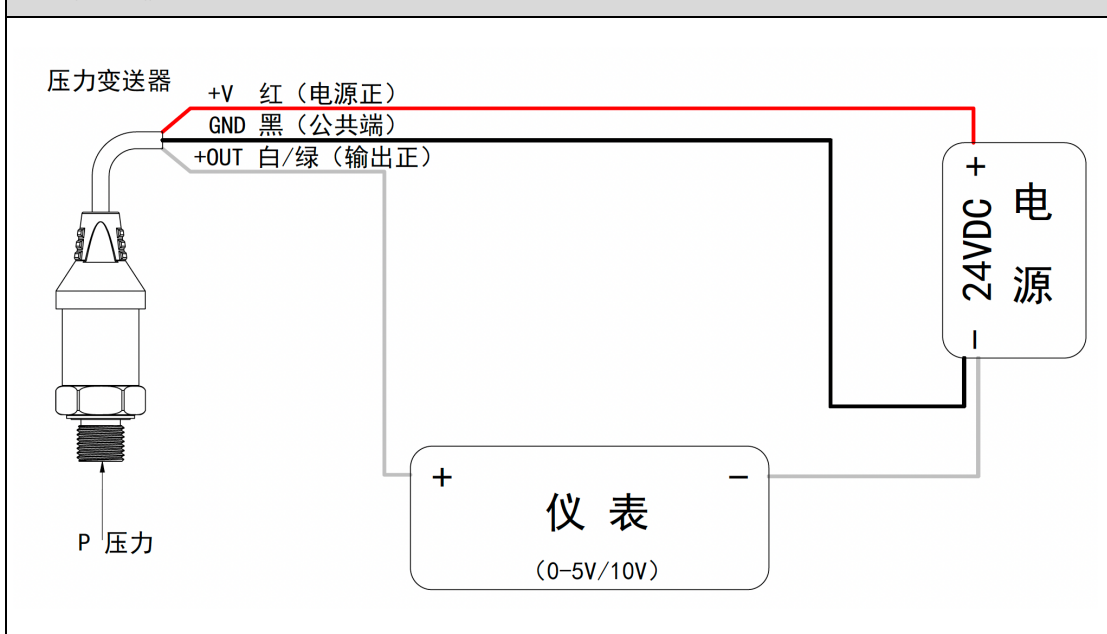 压力变送器
+V 红（电源正）
GND 黑（公共端）
+OUT 白/绿（输出正）
+
24VDC
−
电源
+
−
仪表
（0-5V/10V）
P 压力